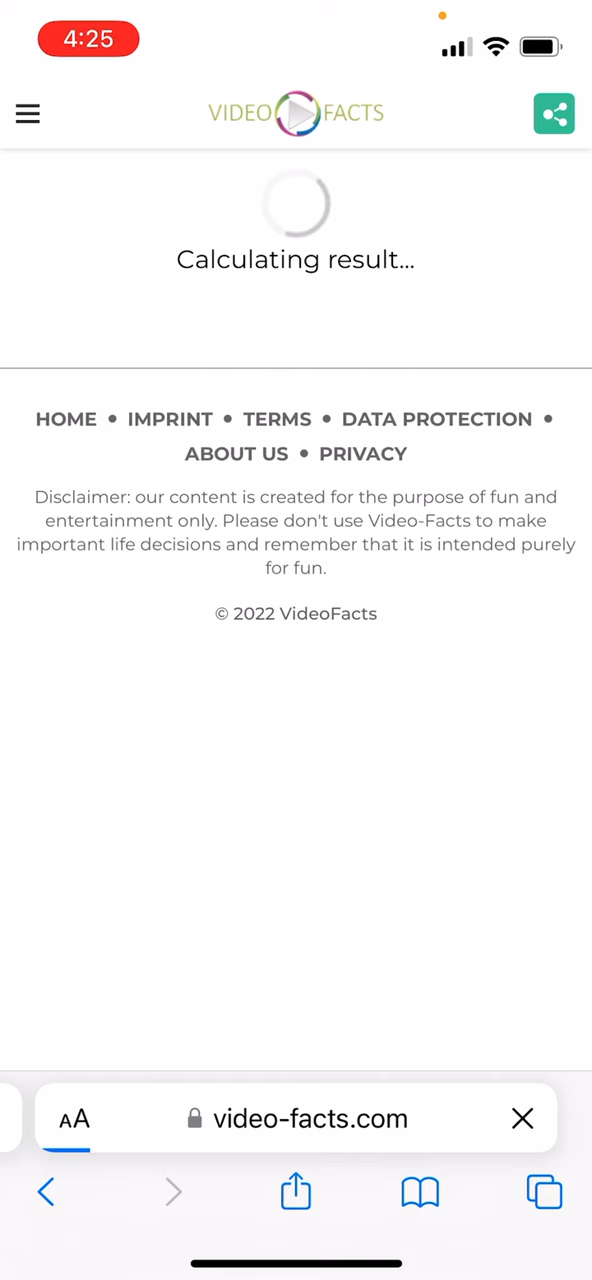 4:25
VIDEO FACTS
Calculating result...
HOME • IMPRINT • TERMS • DATA PROTECTION •
ABOUT US • PRIVACY
Disclaimer: our content is created for the purpose of fun and
entertainment only. Please don't use Video-Facts to make
important life decisions and remember that it is intended purely
for fun.
© 2022 VideoFacts
AA video-facts.com